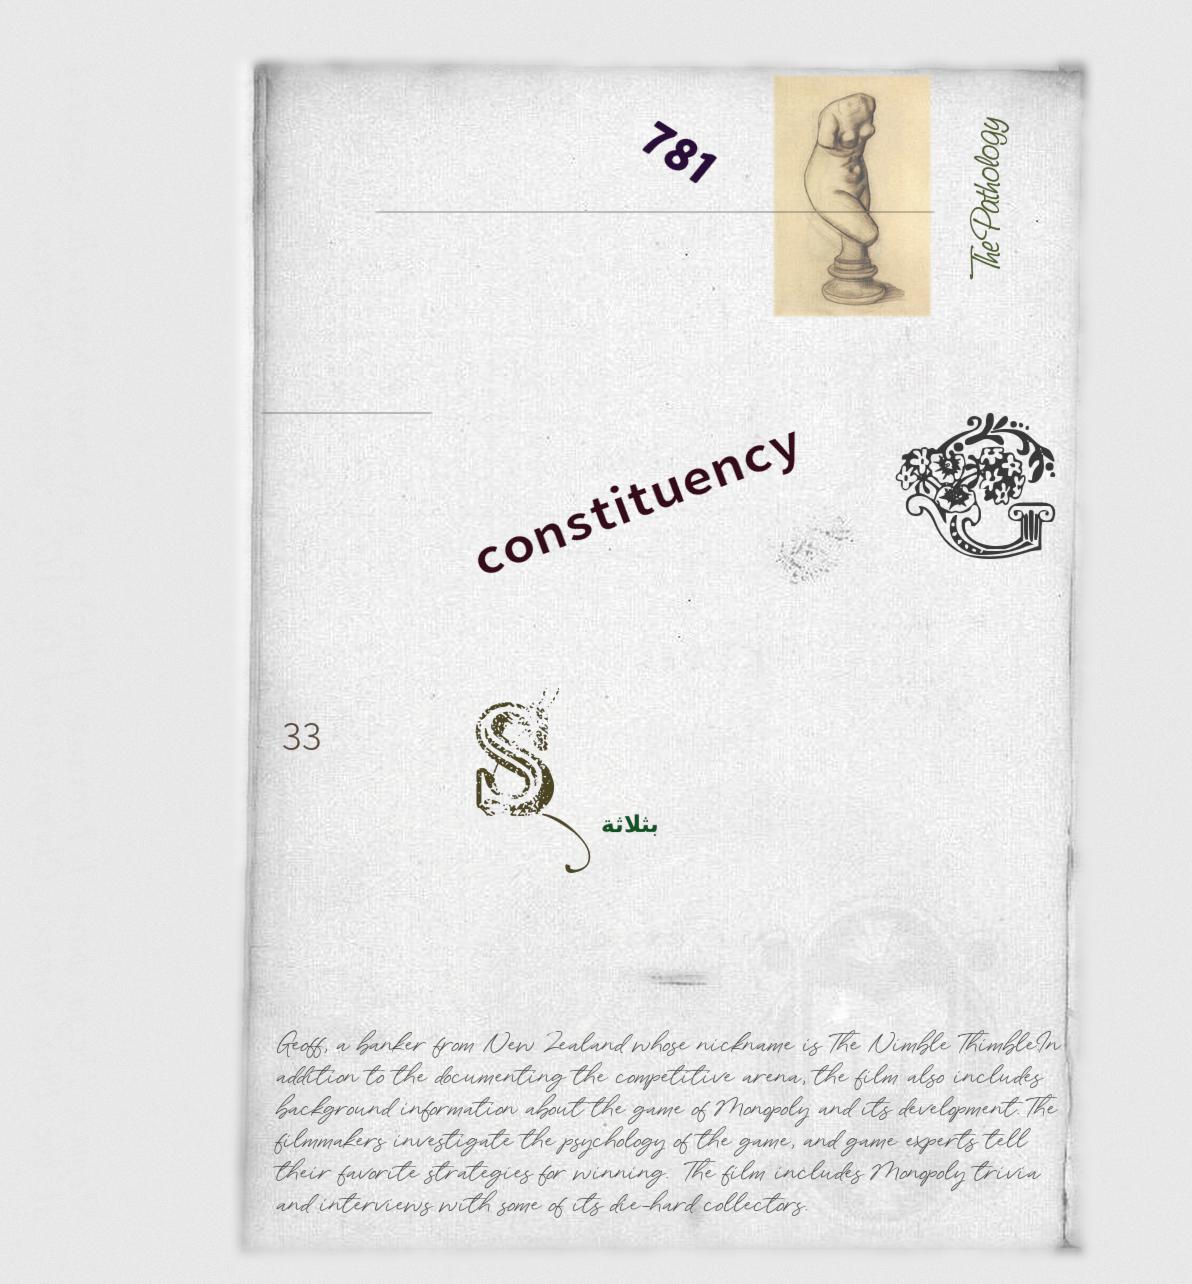 781
The Pathology
constituency
G
33
S
بثلاثة
Geoff, a banker from New Zealand whose nickname is The Nimble ThimbleIn
addition to the documenting the competitive arena, the film also includes
background information about the game of Monopoly and its development. The
filmmakers investigate the psychology of the game, and game experts tell
their favorite strategies for winning. The film includes Monopoly trivia
and interviews with some of its die-hard collectors.